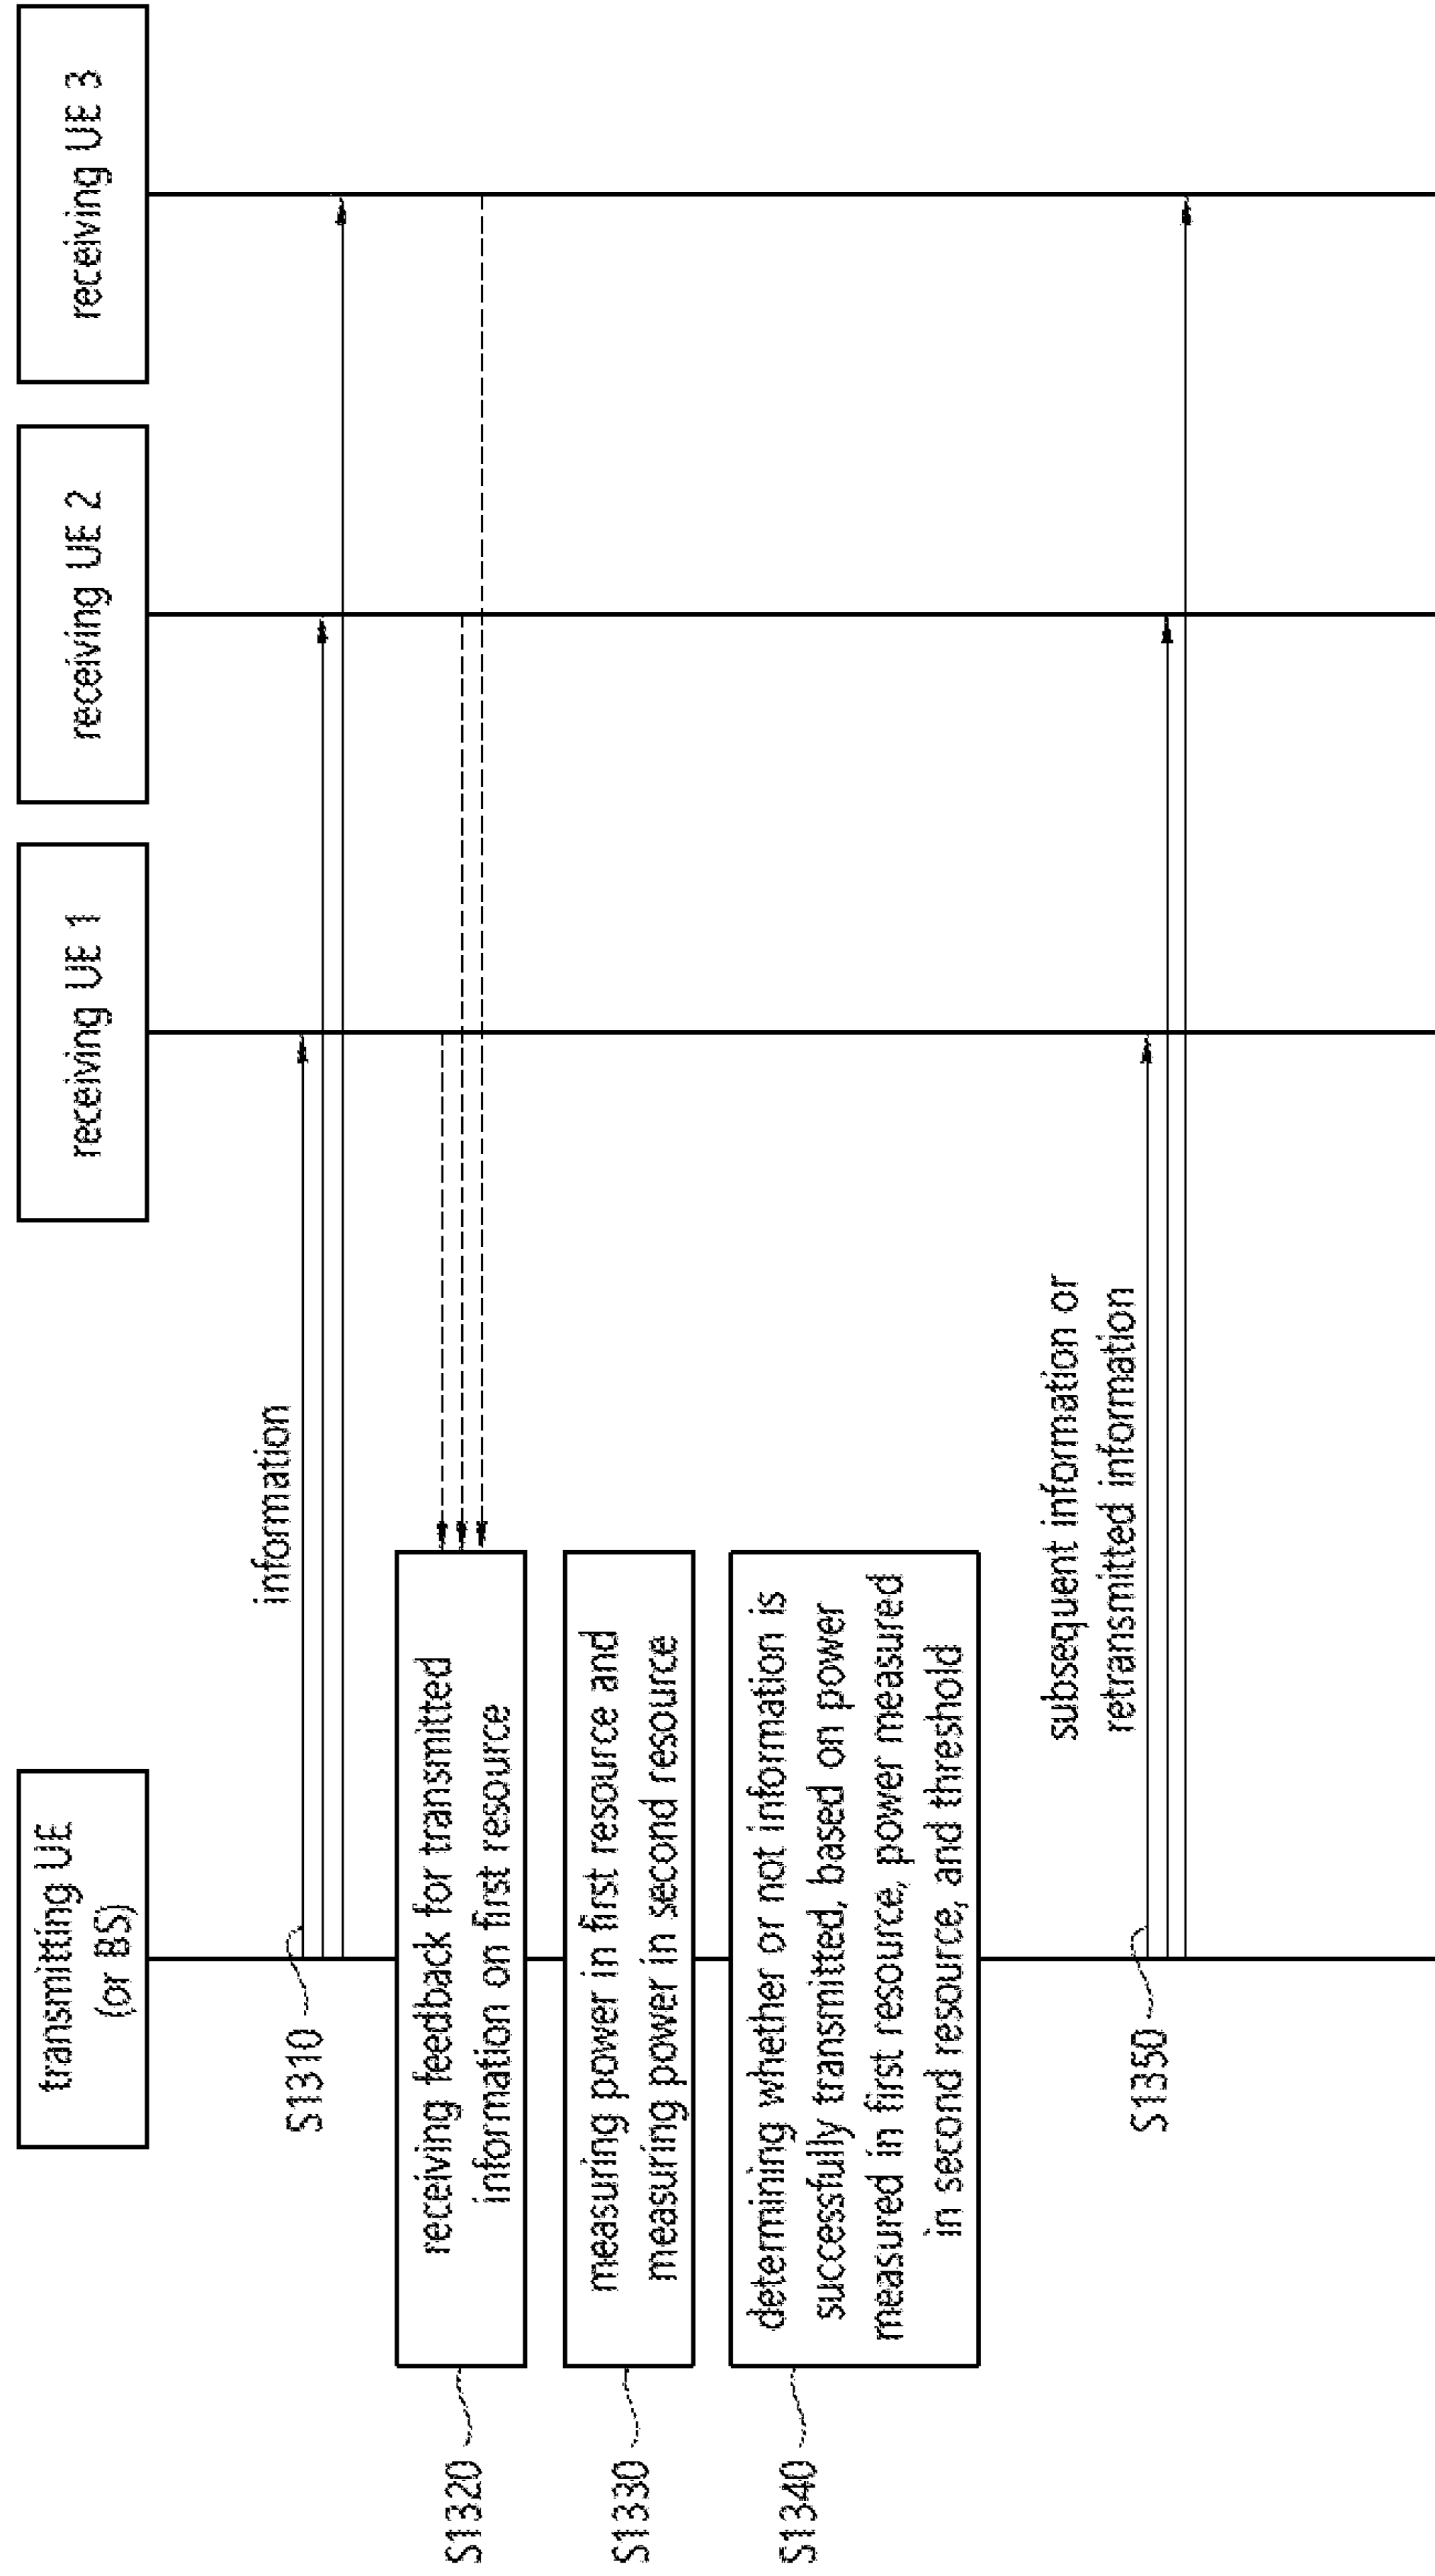 transmitting UE
(or BS)
receiving UE 1
receiving UE 2
receiving UE 3
information
S1310
S1320
receiving feedback for transmitted
information on first resource
S1330
measuring power in first resource and
measuring power in second resource
S1340
determining whether or not information is
successfully transmitted, based on power
measured in first resource, power measured
in second resource, and threshold
subsequent information or
retransmitted information
S1350